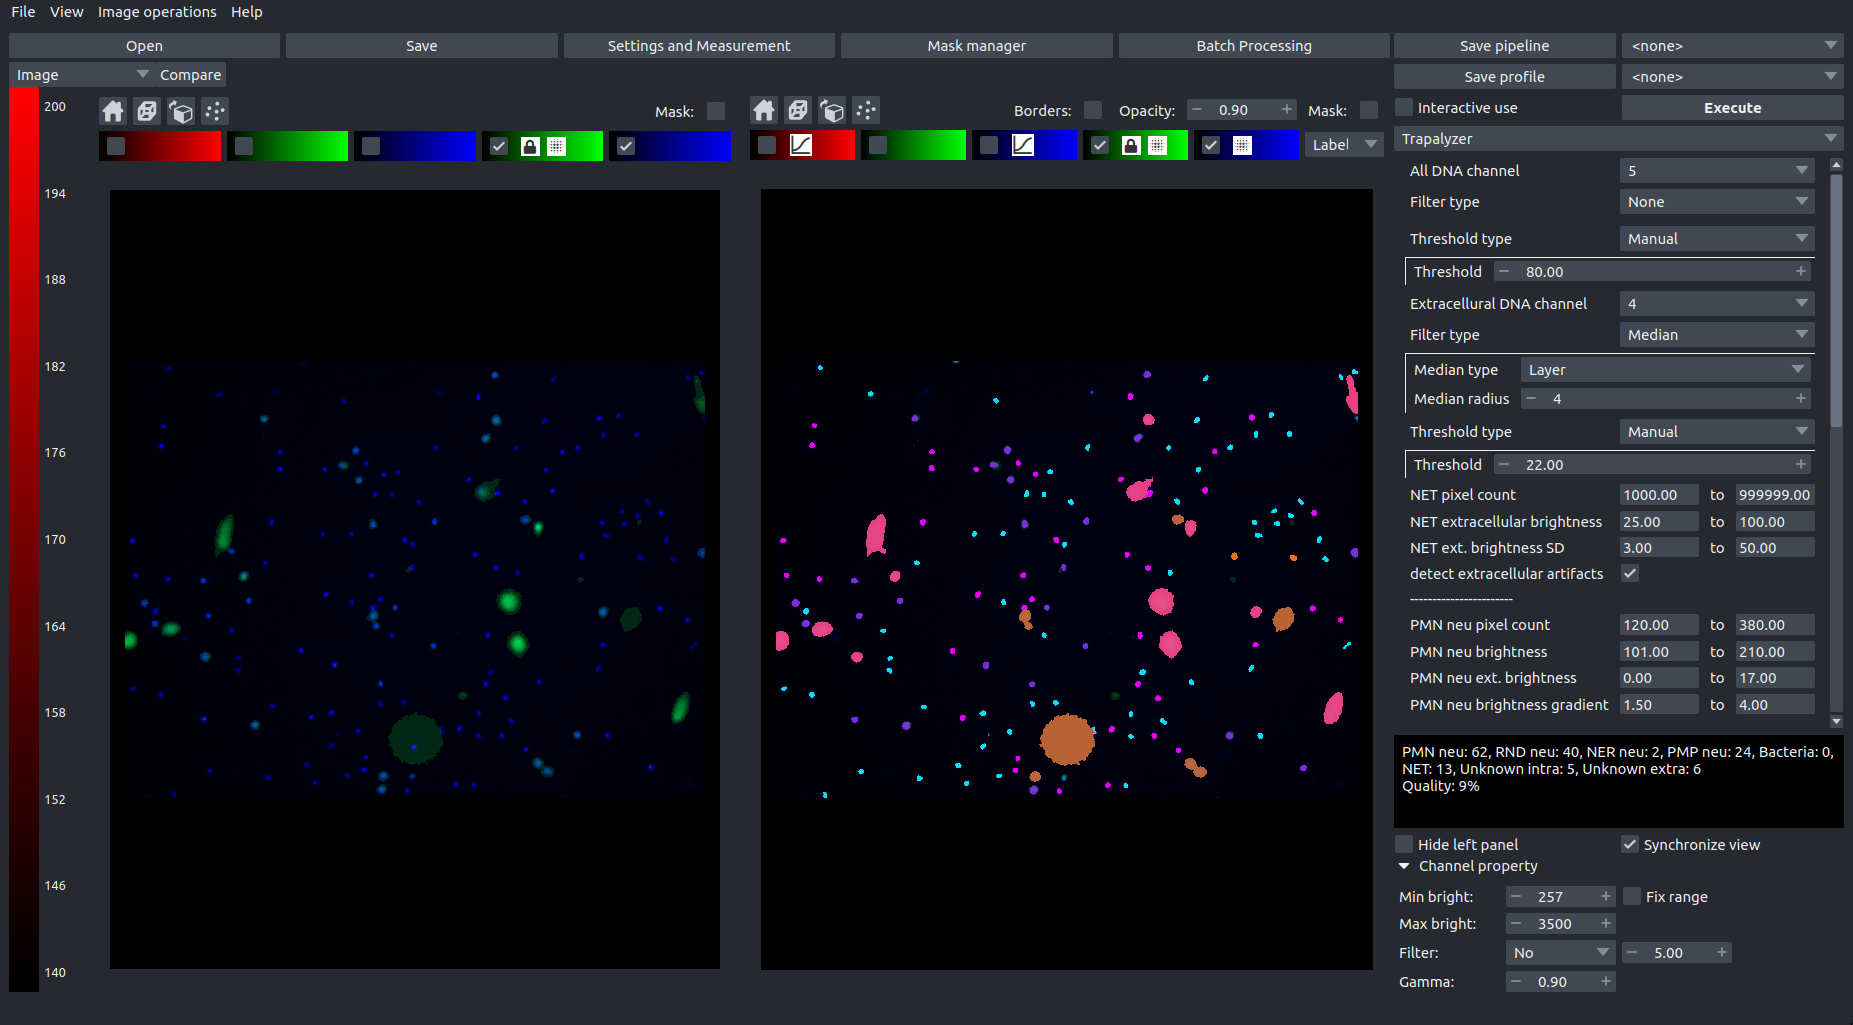 File View Image operations Help
Open Save Settings and Measurement Mask manager Batch Processing Save pipeline <none>
Image Compare Save profile <none>
Mask: Borders: Opacity: − 0.90 + Mask: Interactive use Execute
Label Trapalyzer
200
194
188
182
176
170
164
158
152
146
140
All DNA channel 5
Filter type None
Threshold type Manual
Threshold − 80.00 +
Extracellural DNA channel 4
Filter type Median
Median type Layer
Median radius − 4 +
Threshold type Manual
Threshold − 22.00 +
NET pixel count 1000.00 to 999999.00
NET extracellular brightness 25.00 to 100.00
NET ext. brightness SD 3.00 to 50.00
detect extracellular artifacts
-----------------------
PMN neu pixel count 120.00 to 380.00
PMN neu brightness 101.00 to 210.00
PMN neu ext. brightness 0.00 to 17.00
PMN neu brightness gradient 1.50 to 4.00
PMN neu: 62, RND neu: 40, NER neu: 2, PMP neu: 24, Bacteria: 0,
NET: 13, Unknown intra: 5, Unknown extra: 6
Quality: 9%
Hide left panel Synchronize view
Channel property
Min bright: − 257 + Fix range
Max bright: − 3500 +
Filter: No − 5.00 +
Gamma: − 0.90 +